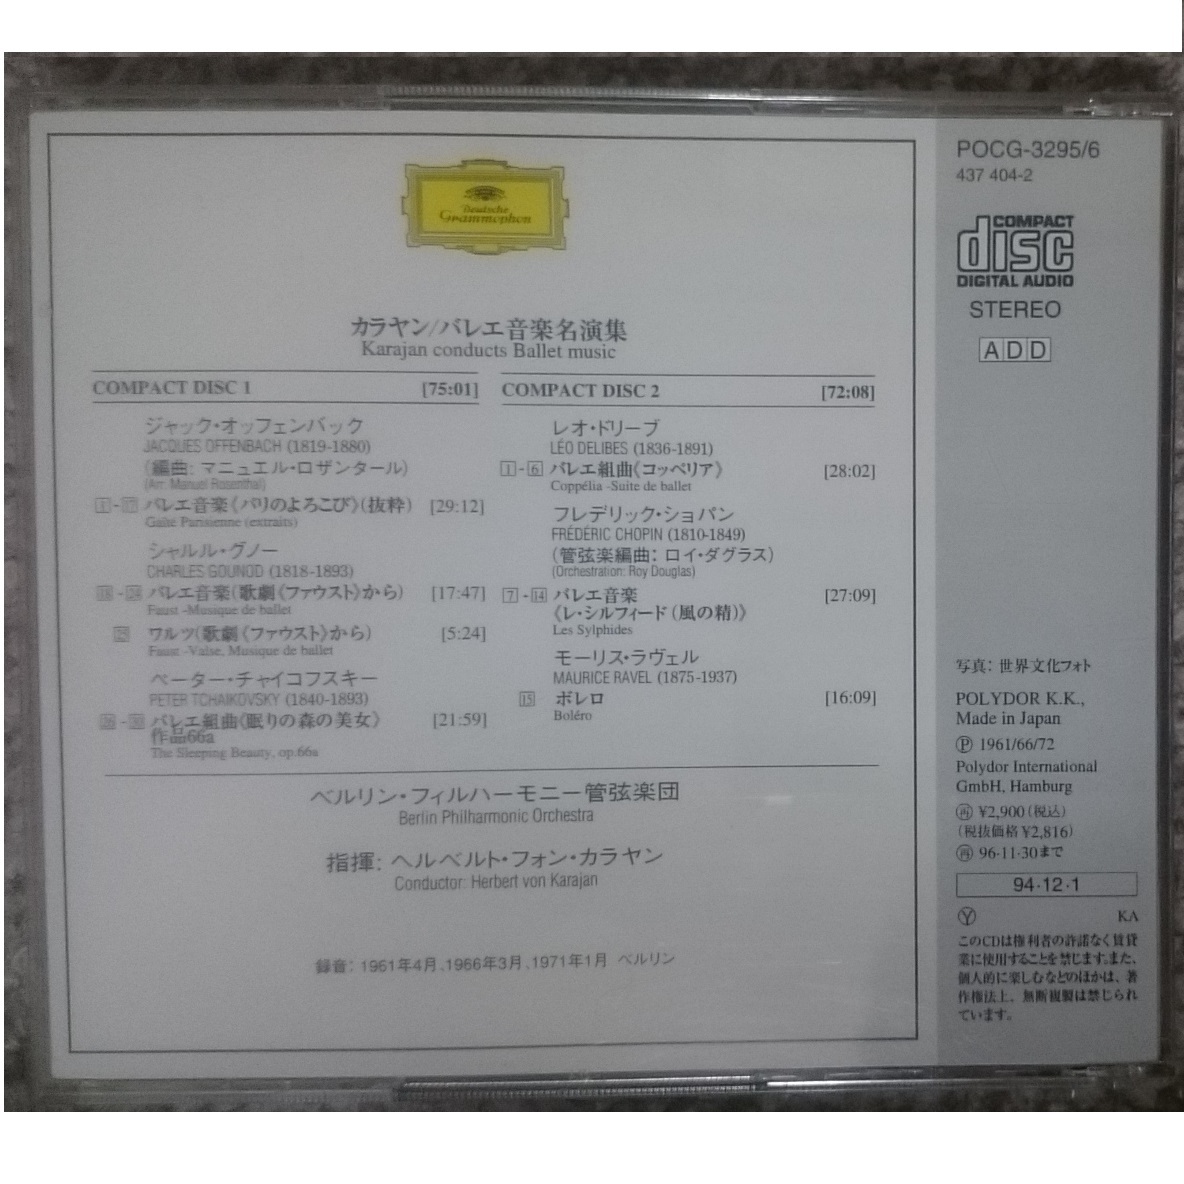 Deutsche
Grammophon
カラヤン/バレエ音楽名演集
Karajan conducts Ballet music
COMPACT DISC 1 [75:01]
ジャック・オッフェンバック
JACQUES OFFENBACH (1819-1880)
(編曲: マニュエル・ロザンタール)
(Arr: Manuel Rosenthal)
バレエ音楽《パリのよろこび》(抜粋) [29:12]
Gaîté Parisienne (extraits)
シャルル・グノー
CHARLES GOUNOD (1818-1893)
バレエ音楽(歌劇《ファウスト》から) [17:47]
Faust -Musique de ballet
ワルツ(歌劇《ファウスト》から) [5:24]
Faust -Valse, Musique de ballet
ペーター・チャイコフスキー
PETER TCHAIKOVSKY (1840-1893)
バレエ組曲《眠りの森の美女》 [21:59]
作品66a
The Sleeping Beauty, op.66a
COMPACT DISC 2 [72:08]
レオ・ドリーブ
LÉO DELIBES (1836-1891)
1-6 バレエ組曲《コッペリア》 [28:02]
Coppélia -Suite de ballet
フレデリック・ショパン
FRÉDÉRIC CHOPIN (1810-1849)
(管弦楽編曲: ロイ・ダグラス)
(Orchestration: Roy Douglas)
7-14 バレエ音楽 [27:09]
《レ・シルフィード (風の精)》
Les Sylphides
モーリス・ラヴェル
MAURICE RAVEL (1875-1937)
15 ボレロ [16:09]
Boléro
ベルリン・フィルハーモニー管弦楽団
Berlin Philharmonic Orchestra
指揮: ヘルベルト・フォン・カラヤン
Conductor: Herbert von Karajan
録音: 1961年4月、1966年3月、1971年1月 ベルリン
POCG-3295/6
437 404-2
COMPACT
disc
DIGITAL AUDIO
STEREO
ADD
写真: 世界文化フォト
POLYDOR K.K.,
Made in Japan
Ⓟ 1961/66/72
Polydor International
GmbH, Hamburg
㊢ ¥2,900 (税込)
(税抜価格 ¥2,816)
96·11·30まで
94·12·1
Ⓨ KA
このCDは権利者の許諾なく賃貸
業に使用することを禁じます。また、
個人的に楽しむなどのほかは、著
作権法上、無断複製は禁じられ
ています。